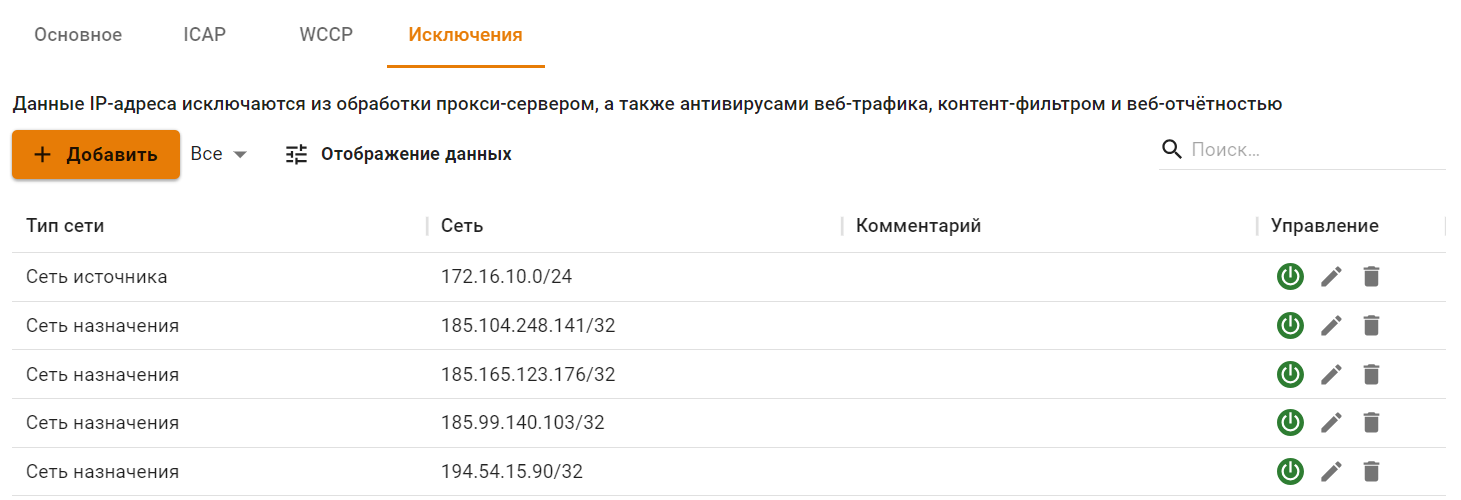 Основное ICAP WCCP Исключения
Данные IP-адреса исключаются из обработки прокси-сервером, а также антивирусами веб-трафика, контент-фильтром и веб-отчётностью
+ Добавить Все Отображение данных Поиск...
Тип сети Сеть Комментарий Управление
Сеть источника 172.16.10.0/24
Сеть назначения 185.104.248.141/32
Сеть назначения 185.165.123.176/32
Сеть назначения 185.99.140.103/32
Сеть назначения 194.54.15.90/32